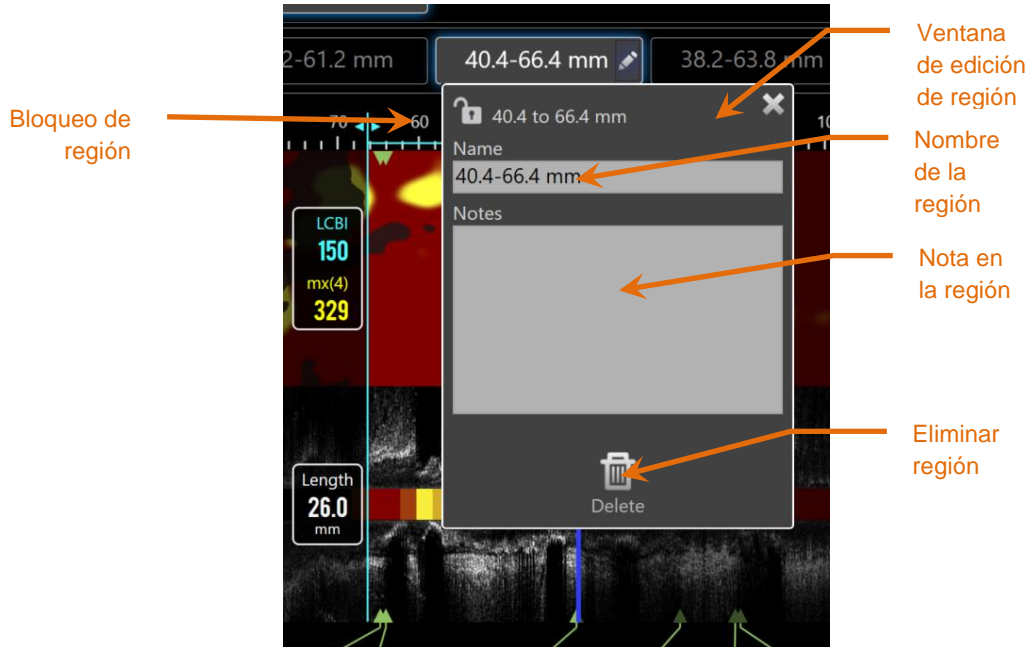 2-61.2 mm
40.4-66.4 mm
38.2-63.8 mm
Ventana
de edición
de región
Bloqueo de
región
70
60
10
40.4 to 66.4 mm
Name
40.4-66.4 mm
Nombre
de la
región
Notes
LCBI
150
mx(4)
329
Nota en
la región
Eliminar
región
Length
26.0
mm
Delete